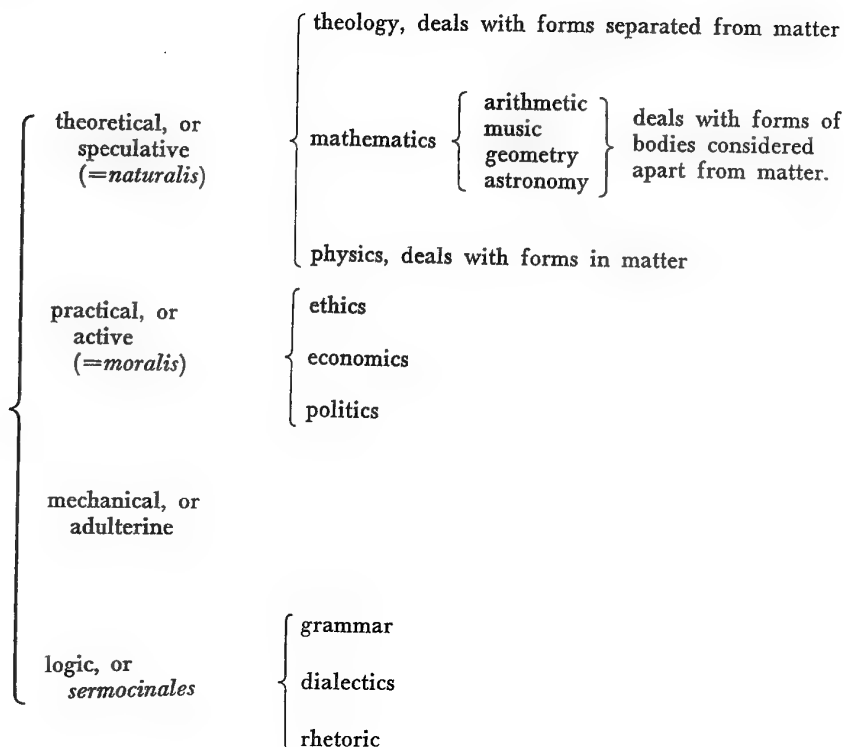 theology, deals with forms separated from matter
theoretical, or
speculative
(=naturalis)
mathematics
arithmetic
music
geometry
astronomy
deals with forms of
bodies considered
apart from matter.
physics, deals with forms in matter
practical, or
active
(=moralis)
ethics
economics
politics
mechanical, or
adulterine
logic, or
sermocinales
grammar
dialectics
rhetoric